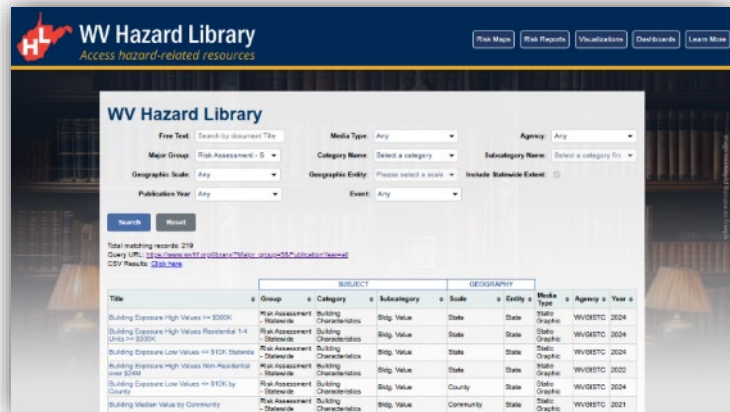 HL
WV Hazard Library
Access hazard-related resources
Risk Maps Risk Reports Visualizations Dashboards Learn More
WV Hazard Library
Free Text: Search by document Title Media Type: Any Agency: Any
Major Group: Risk Assessment - S Category Name: Select a category Subcategory Name: Select a category firs
Geographic Scale: Any Geographic Entity: Please select a scale Include Statewide Extent:
Publication Year Any Event: Any
Search Reset
Total matching records: 219
Query URL:
CSV Results: Click here
SUBJECT GEOGRAPHY
Title Group Category Subcategory Scale Entity Media Type Agency Year
Building Exposure High Values >= $300K Risk Assessment - Statewide Building Characteristics Bldg. Value State State Static Graphic WVGISTC 2024
Building Exposure High Values Residential 1-4 Units >= $300K Risk Assessment - Statewide Building Characteristics Bldg. Value State State Static Graphic WVGISTC 2024
Building Exposure Low Values <= $10K Statewide Risk Assessment - Statewide Building Characteristics Bldg. Value State State Static Graphic WVGISTC 2024
Building Exposure High Values Non-Residential over Risk Assessment - Statewide Building Characteristics Bldg. Value State State Static Graphic WVGISTC 2022
Building Exposure Low Values <= $10K by County Risk Assessment - Statewide Building Characteristics Bldg. Value County State Static Graphic WVGISTC 2024
Building Median Value by Community Risk Assessment - Statewide Building Characteristics Bldg. Value Community State Static Graphic WVGISTC 2021